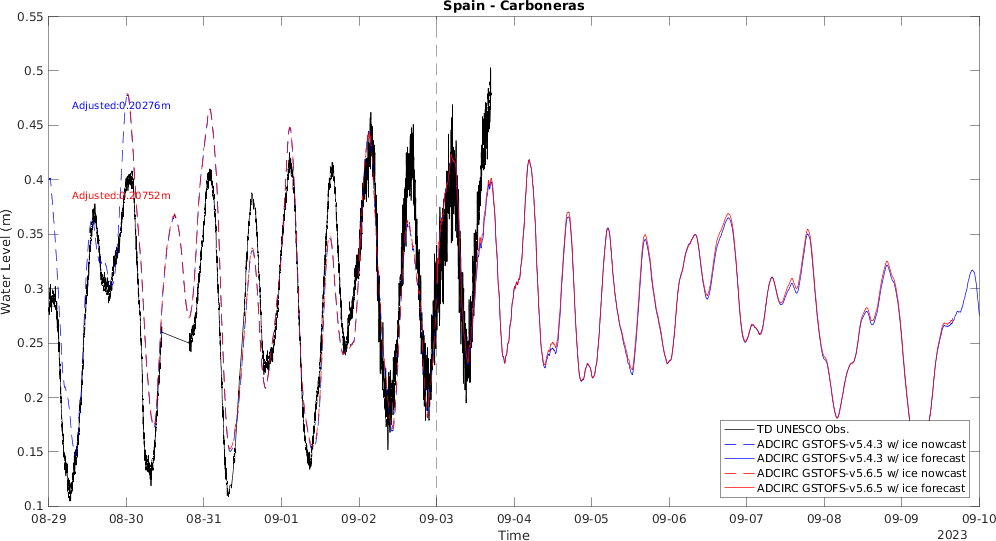 Spain - Carboneras
0.55
0.5
0.45
0.4
0.35
0.3
0.25
0.2
0.15
0.1
Water Level (m)
Adjusted:0.20276m
Adjusted:0.20752m
TD UNESCO Obs.
ADCIRC GSTOFS-v5.4.3 w/ ice nowcast
ADCIRC GSTOFS-v5.4.3 w/ ice forecast
ADCIRC GSTOFS-v5.6.5 w/ ice nowcast
ADCIRC GSTOFS-v5.6.5 w/ ice forecast
08-29 08-30 08-31 09-01 09-02 09-03 09-04 09-05 09-06 09-07 09-08 09-09 09-10
Time
2023